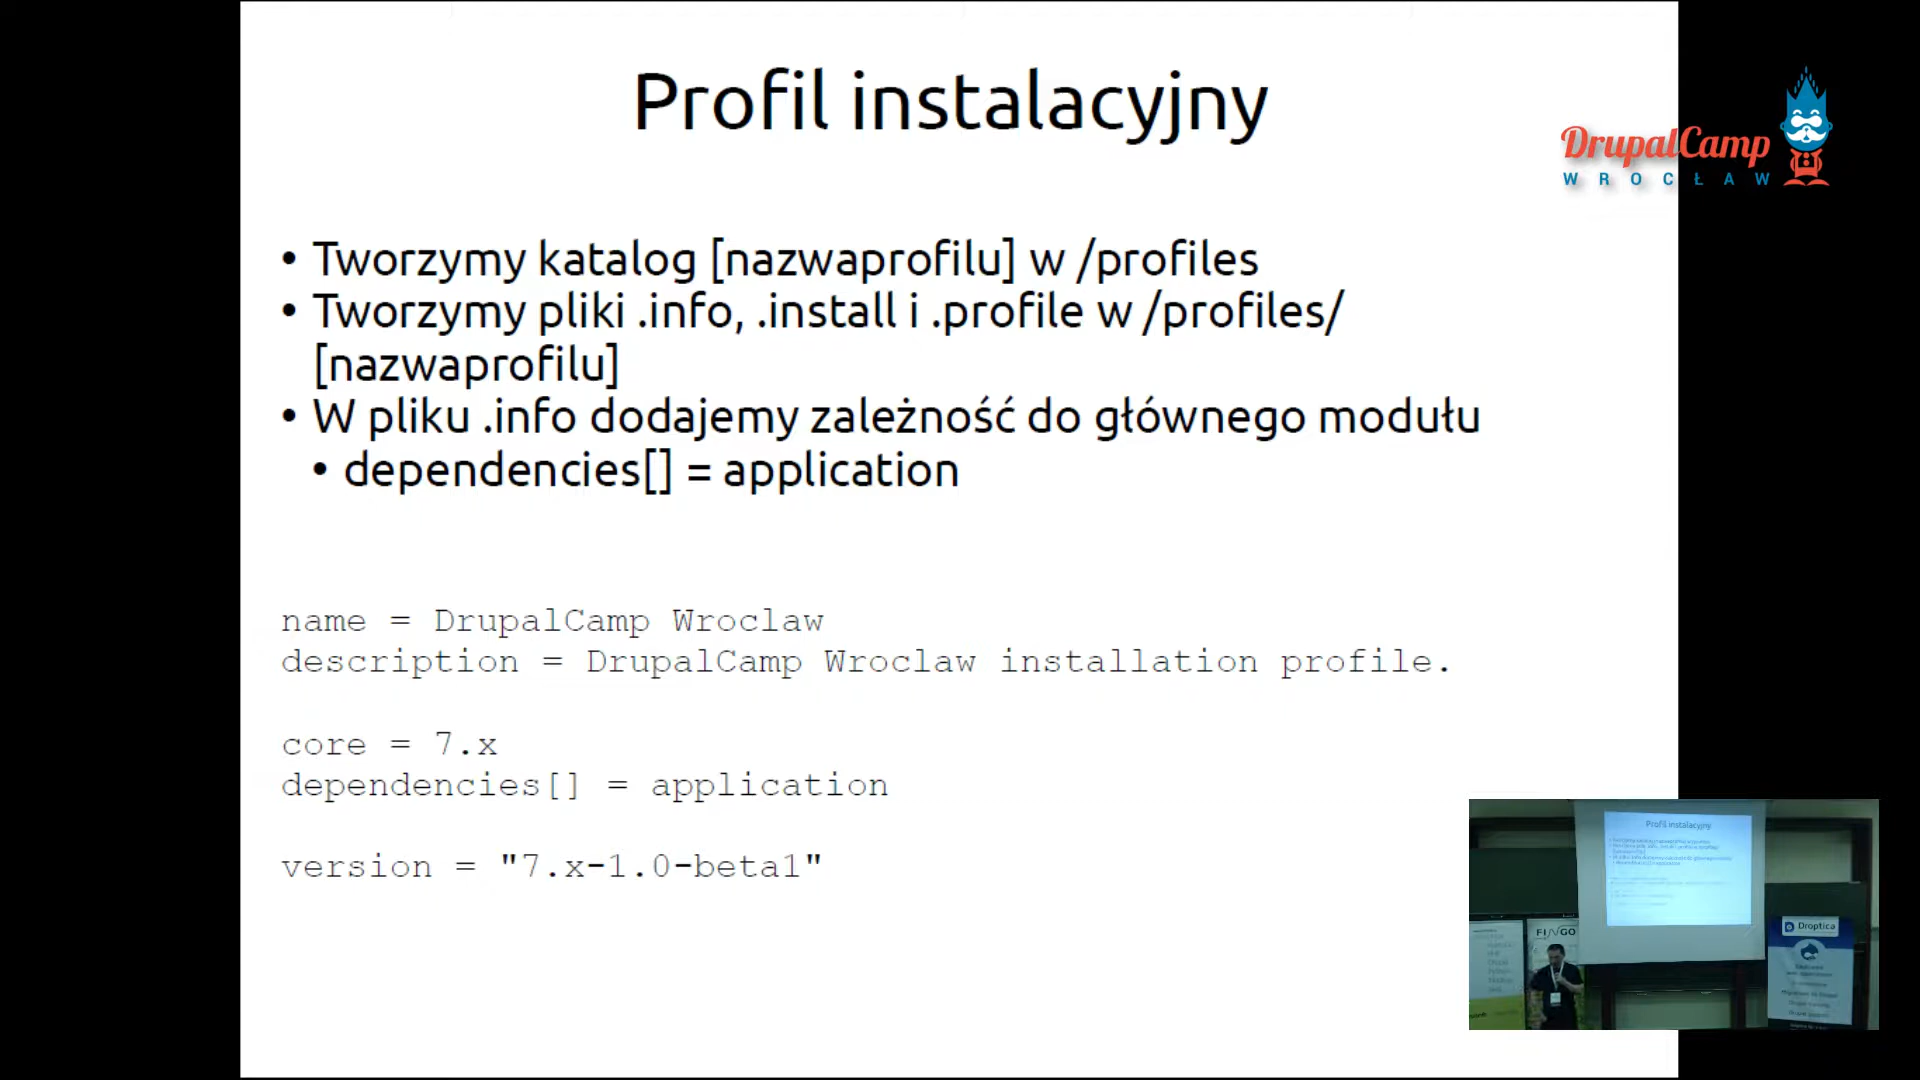 Profil instalacyjny
DrupalCamp
WROCŁAW
• Tworzymy katalog [nazwaprofilu] w /profiles
• Tworzymy pliki .info, .install i .profile w /profiles/
[nazwaprofilu]
• W pliku .info dodajemy zależność do głównego modułu
• dependencies[] = application
name = DrupalCamp Wroclaw
description = DrupalCamp Wroclaw installation profile.
core = 7.x
dependencies[] = application
version = "7.x-1.0-beta1"
Profil instalacyjny
FINGO
Droptica